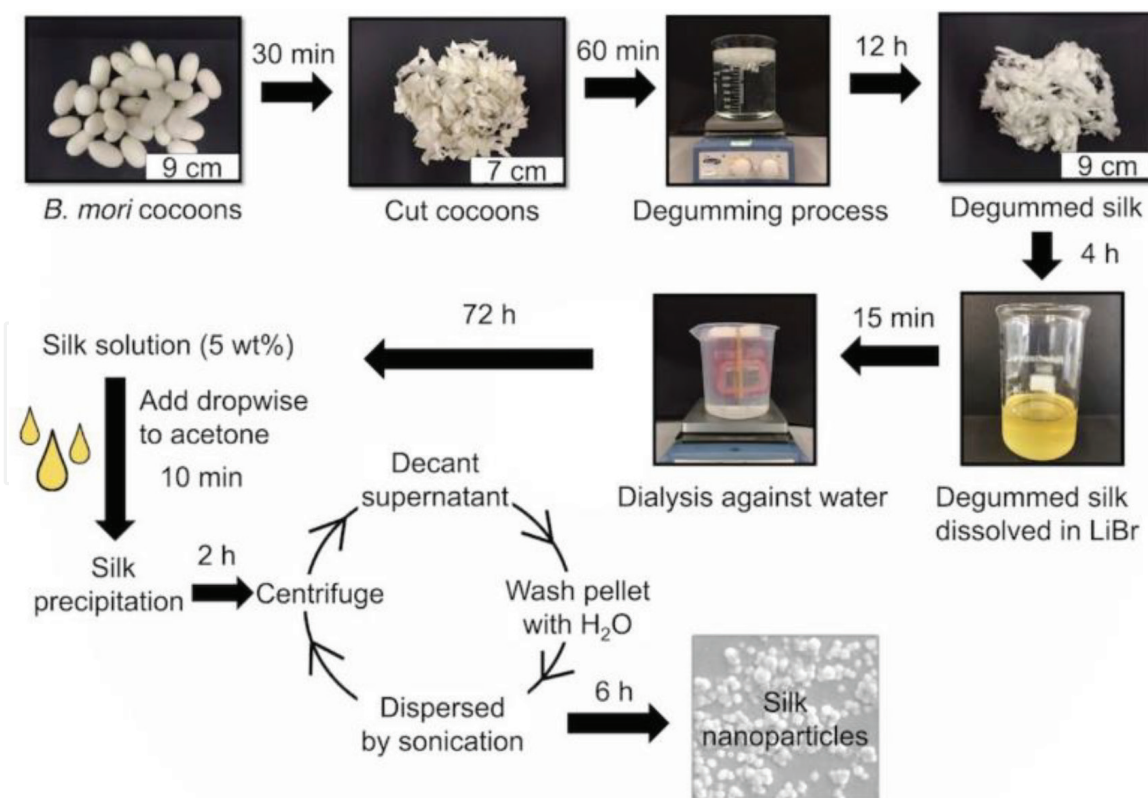 30 min
60 min
12 h
9 cm
7 cm
9 cm
B. mori cocoons
Cut cocoons
Degumming process
Degummed silk
4 h
72 h
15 min
Silk solution (5 wt%)
Add dropwise
to acetone
10 min
Decant
supernatant
Dialysis against water
Degummed silk
dissolved in LiBr
2 h
Silk
precipitation
Centrifuge
Wash pellet
with H₂O
Dispersed
by sonication
6 h
Silk
nanoparticles